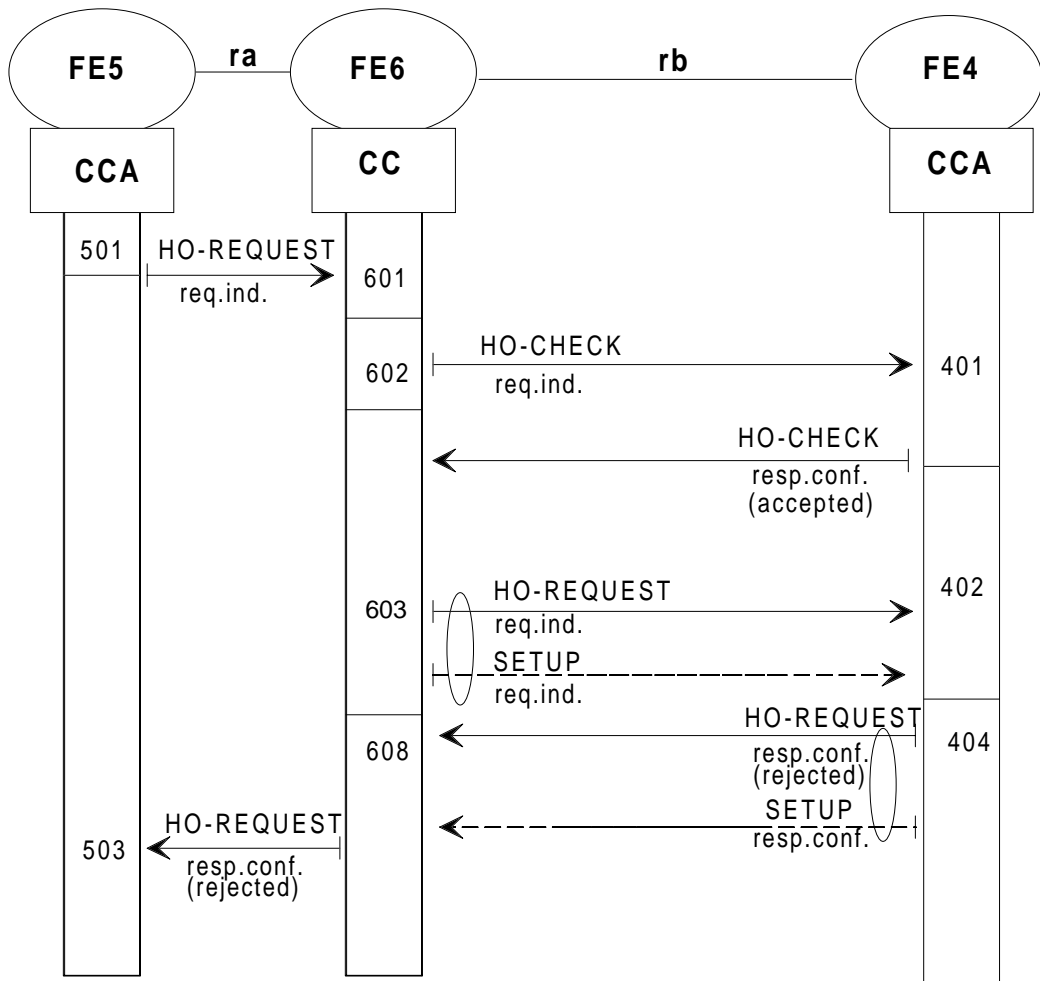 FE5
ra
FE6
rb
FE4
CCA
CC
CCA
501
HO-REQUEST
req.ind.
601
HO-CHECK
req.ind.
602
401
HO-CHECK
resp.conf.
(accepted)
HO-REQUEST
req.ind.
603
402
SETUP
req.ind.
HO-REQUEST
resp.conf.
(rejected)
608
404
SETUP
resp.conf.
HO-REQUEST
resp.conf.
(rejected)
503